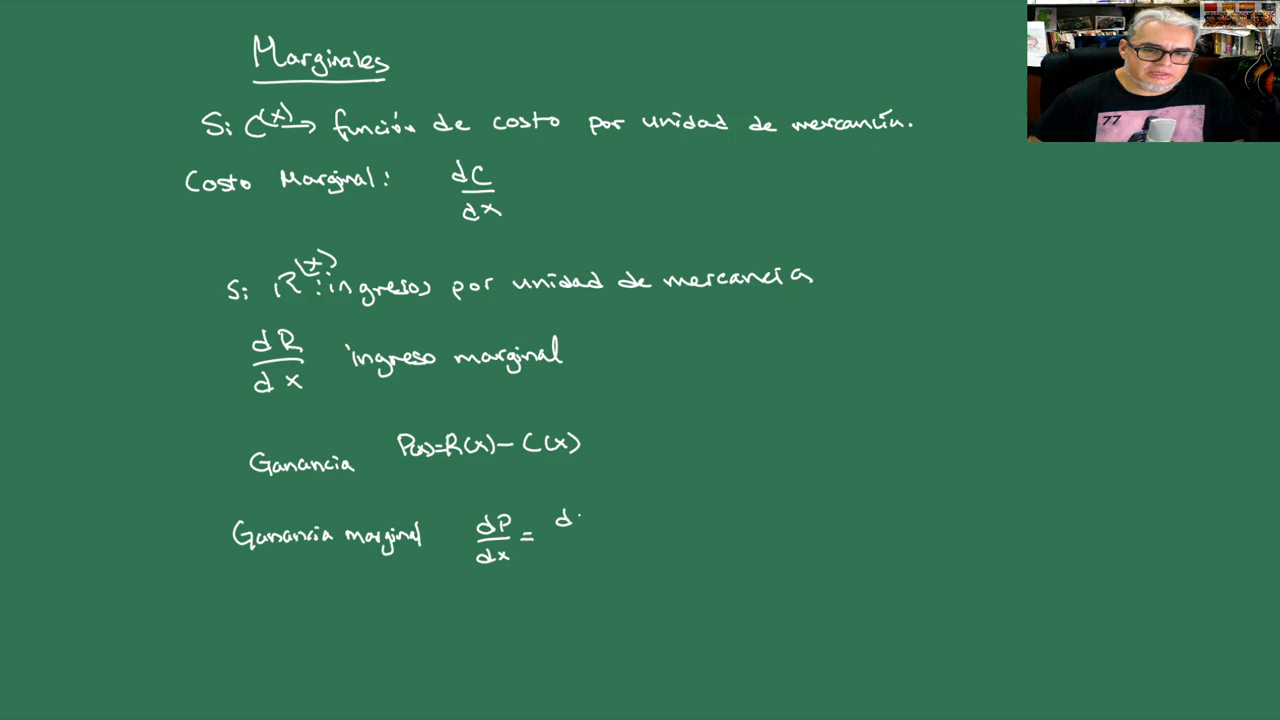 Marginales
Si C(x) → función de costo por unidad de mercancía.
Costo Marginal: dC/dx
Si R(x): ingresos por unidad de mercancía
dR/dx ingreso marginal
Ganancia P(x)=R(x)-C(x)
Ganancia marginal dP/dx = d
77